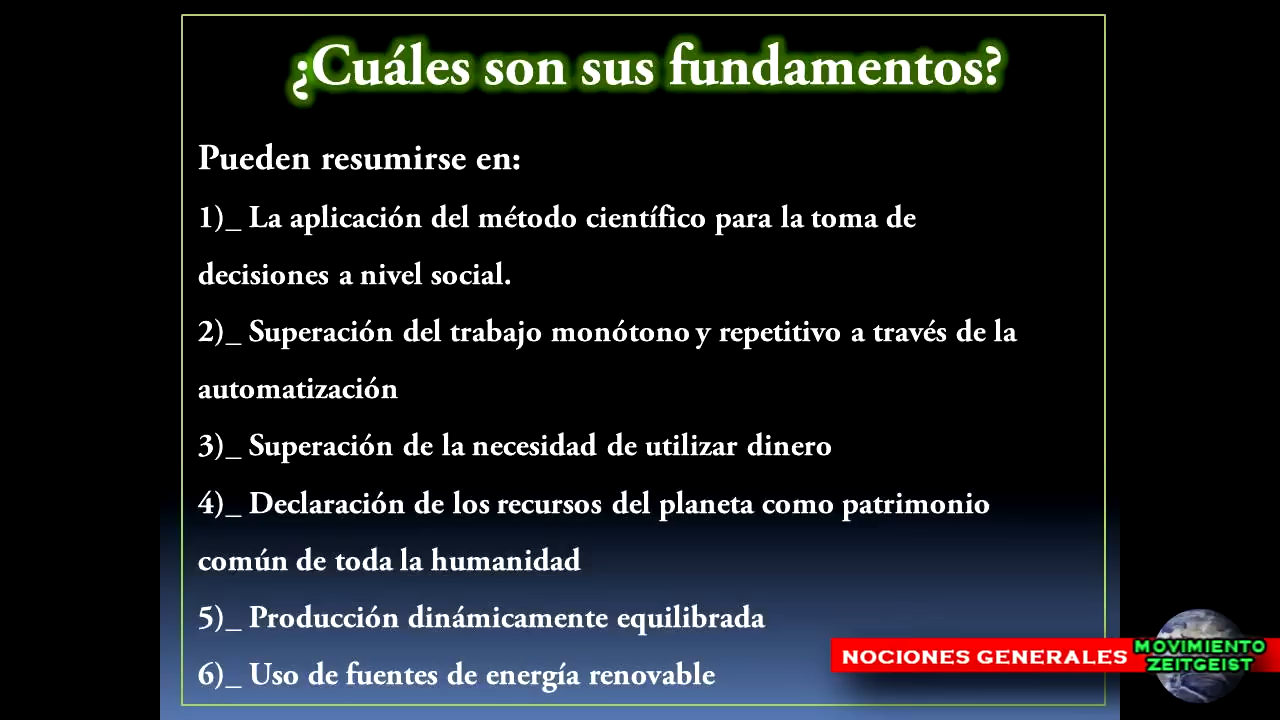 ¿Cuáles son sus fundamentos?
Pueden resumirse en:
1)_ La aplicación del método científico para la toma de
decisiones a nivel social.
2)_ Superación del trabajo monótono y repetitivo a través de la
automatización
3)_ Superación de la necesidad de utilizar dinero
4)_ Declaración de los recursos del planeta como patrimonio
común de toda la humanidad
5)_ Producción dinámicamente equilibrada
6)_ Uso de fuentes de energía renovable
NOCIONES GENERALES
MOVIMIENTO
ZEITGEIST